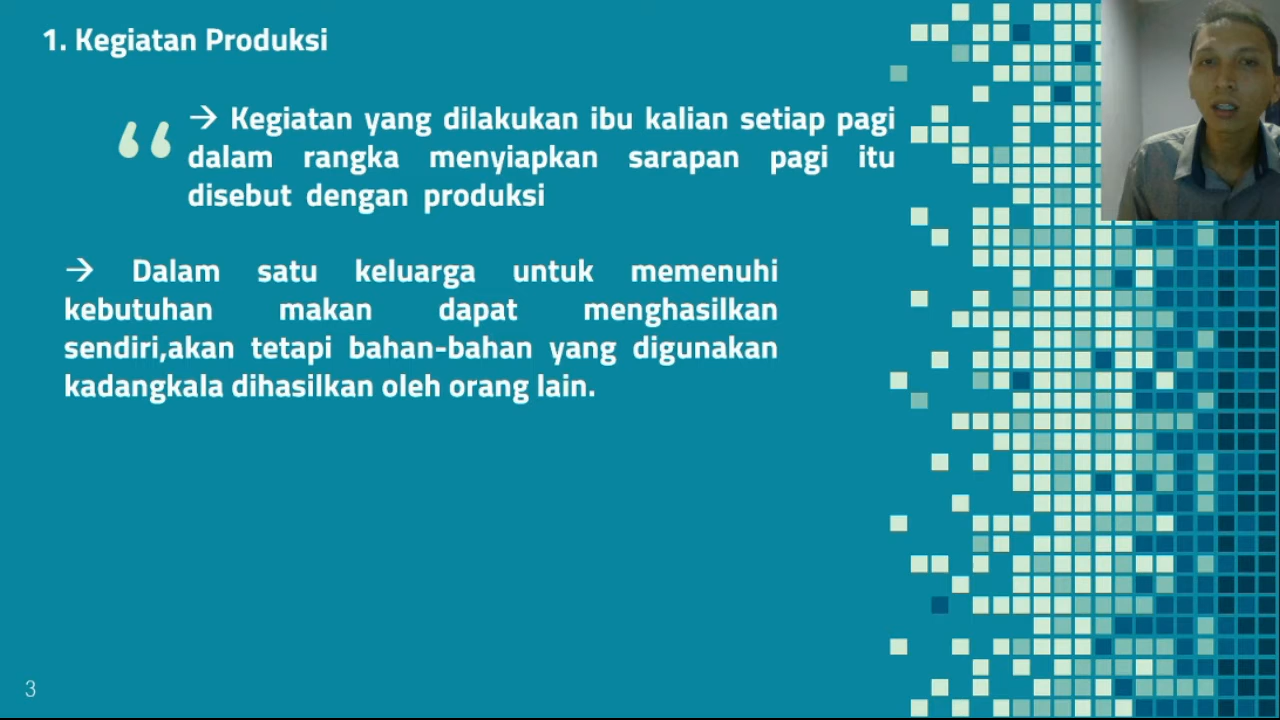 1. Kegiatan Produksi
“
→ Kegiatan yang dilakukan ibu kalian setiap pagi
dalam rangka menyiapkan sarapan pagi itu
disebut dengan produksi
→ Dalam satu keluarga untuk memenuhi
kebutuhan makan dapat menghasilkan
sendiri,akan tetapi bahan-bahan yang digunakan
kadangkala dihasilkan oleh orang lain.
3